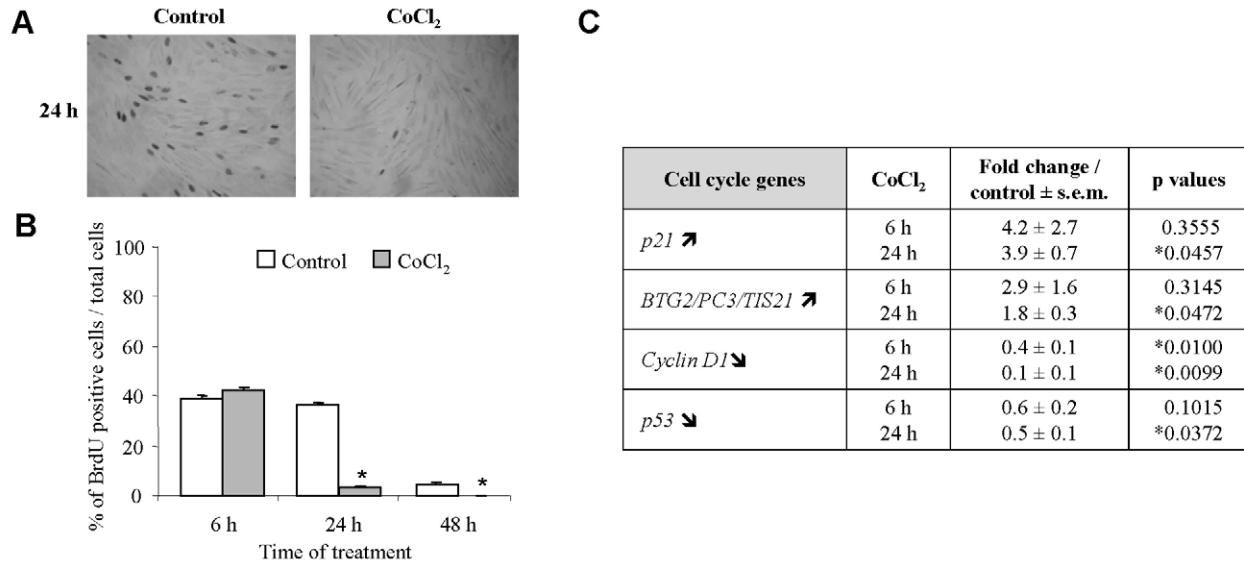 A
Control
CoCl₂
24 h
B
% of BrdU positive cells / total cells
100
80
60
40
20
0
Control
CoCl₂
*
*
6 h
24 h
48 h
Time of treatment
C
Cell cycle genes CoCl₂ Fold change / control ± s.e.m. p values
p21 ⬈ 6 h 4.2 ± 2.7 0.3555
24 h 3.9 ± 0.7 *0.0457
BTG2/PC3/TIS21 ⬈ 6 h 2.9 ± 1.6 0.3145
24 h 1.8 ± 0.3 *0.0472
Cyclin D1 ⬊ 6 h 0.4 ± 0.1 *0.0100
24 h 0.1 ± 0.1 *0.0099
p53 ⬊ 6 h 0.6 ± 0.2 0.1015
24 h 0.5 ± 0.1 *0.0372